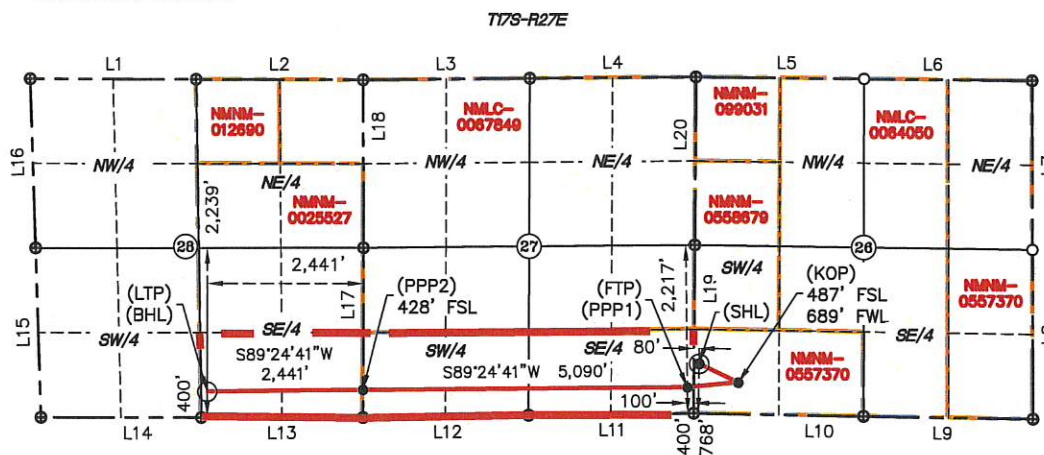 T17S-R27E
L1
L2
L3
L4
L5
L6
NMNM-
012690
NMLC-
0067849
NMNM-
099031
NMLC-
0064050
L16
L18
L20
NW/4
NE/4
NW/4
NE/4
NW/4
NE/4
NMNM-
0025527
NMNM-
0558679
2,239'
28
27
26
2,441'
2,217'
SW/4
L19
(LTP)
(BHL)
L17
(PPP2)
428' FSL
(FTP)
(PPP1)
(SHL)
(KOP)
487' FSL
689' FWL
NMNM-
0557370
L15
SW/4
SE/4
SW/4
SE/4
SE/4
80'
S89°24'41"W
2,441'
S89°24'41"W 5,090'
NMNM-
0557370
400'
100'
400'
768'
L14
L13
L12
L11
L10
L9